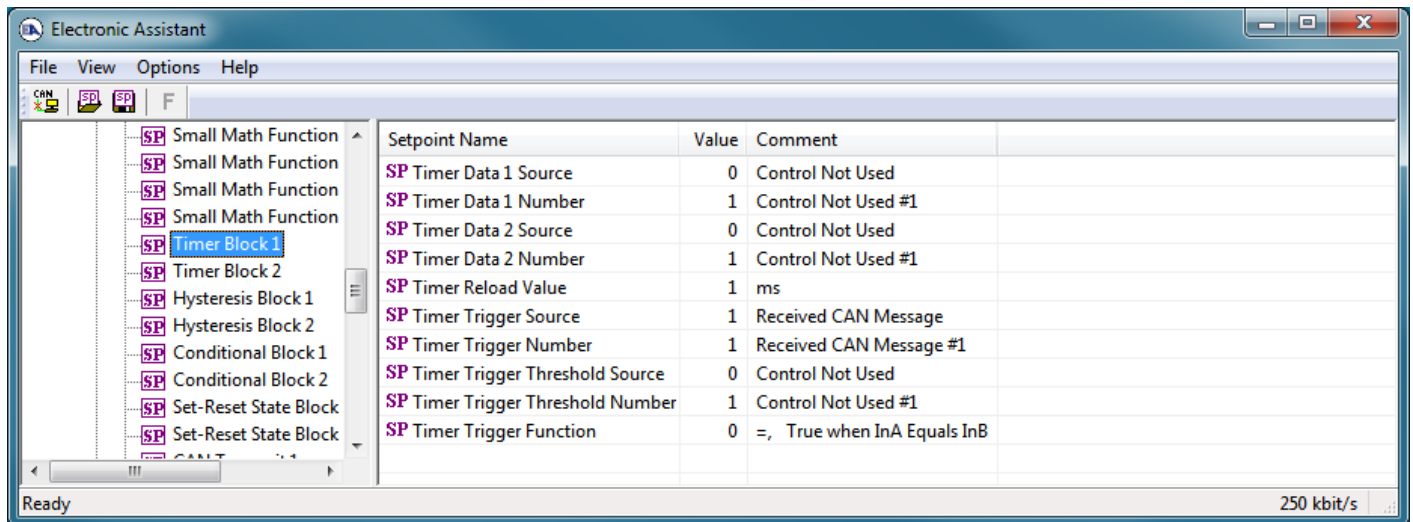 Electronic Assistant
File View Options Help
CAN SP SP F
SP Small Math Function
SP Small Math Function
SP Small Math Function
SP Small Math Function
SP Timer Block 1
SP Timer Block 2
SP Hysteresis Block 1
SP Hysteresis Block 2
SP Conditional Block 1
SP Conditional Block 2
SP Set-Reset State Block
SP Set-Reset State Block
Setpoint Name Value Comment
SP Timer Data 1 Source 0 Control Not Used
SP Timer Data 1 Number 1 Control Not Used #1
SP Timer Data 2 Source 0 Control Not Used
SP Timer Data 2 Number 1 Control Not Used #1
SP Timer Reload Value 1 ms
SP Timer Trigger Source 1 Received CAN Message
SP Timer Trigger Number 1 Received CAN Message #1
SP Timer Trigger Threshold Source 0 Control Not Used
SP Timer Trigger Threshold Number 1 Control Not Used #1
SP Timer Trigger Function 0 =, True when InA Equals InB
Ready 250 kbit/s